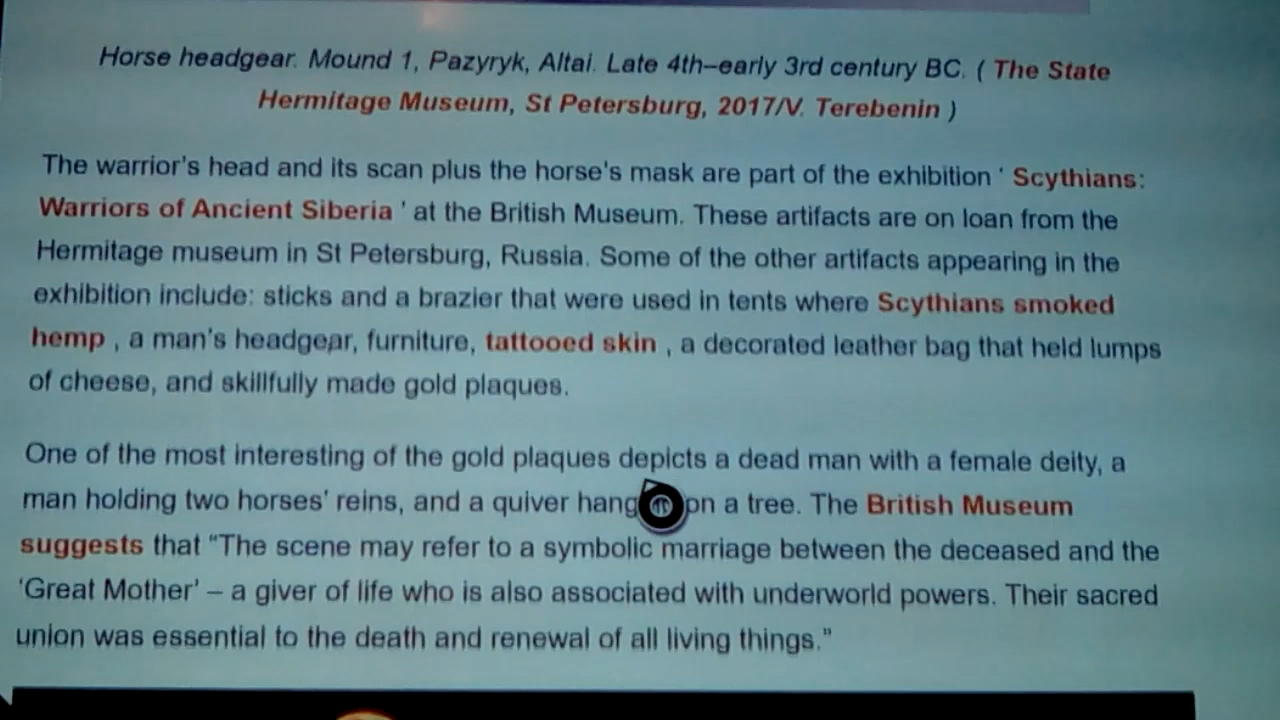 Horse headgear. Mound 1, Pazyryk, Altai. Late 4th–early 3rd century BC. ( The State
Hermitage Museum, St Petersburg, 2017/V. Terebenin )
The warrior's head and its scan plus the horse's mask are part of the exhibition ‘ Scythians:
Warriors of Ancient Siberia ’ at the British Museum. These artifacts are on loan from the
Hermitage museum in St Petersburg, Russia. Some of the other artifacts appearing in the
exhibition include: sticks and a brazier that were used in tents where Scythians smoked
hemp , a man's headgear, furniture, tattooed skin , a decorated leather bag that held lumps
of cheese, and skillfully made gold plaques.
One of the most interesting of the gold plaques depicts a dead man with a female deity, a
man holding two horses' reins, and a quiver hang on a tree. The British Museum
suggests that “The scene may refer to a symbolic marriage between the deceased and the
‘Great Mother’ – a giver of life who is also associated with underworld powers. Their sacred
union was essential to the death and renewal of all living things.”